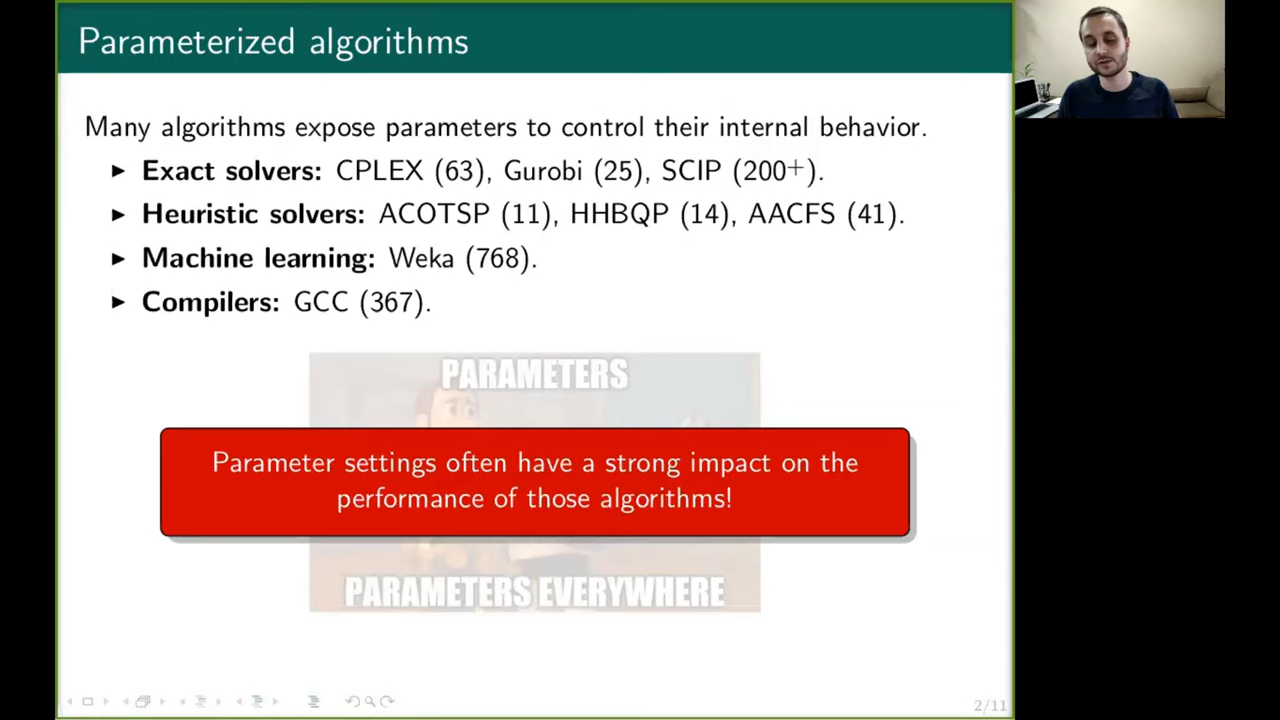 Parameterized algorithms
Many algorithms expose parameters to control their internal behavior.
▶ Exact solvers: CPLEX (63), Gurobi (25), SCIP (200+).
▶ Heuristic solvers: ACOTSP (11), HHBQP (14), AACFS (41).
▶ Machine learning: Weka (768).
▶ Compilers: GCC (367).
PARAMETERS
Parameter settings often have a strong impact on the
performance of those algorithms!
PARAMETERS EVERYWHERE
2/11